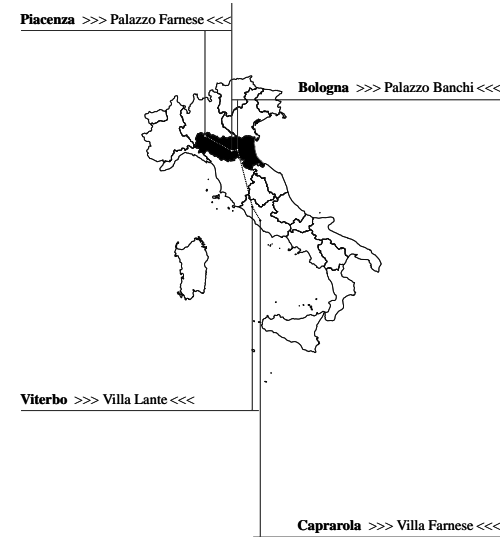 Piacenza >>> Palazzo Farnese <<<
Bologna >>> Palazzo Banchi <<<
Viterbo >>> Villa Lante <<<
Caprarola >>> Villa Farnese <<<